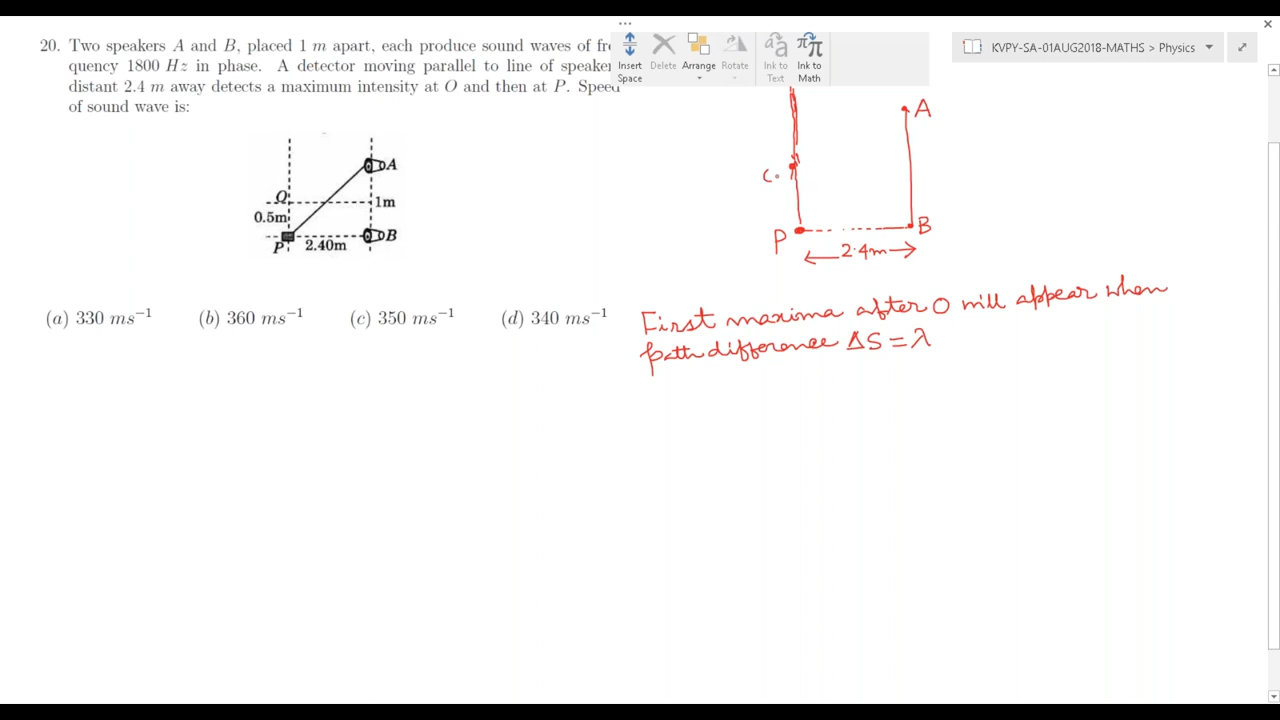 20. Two speakers A and B, placed 1 m apart, each produce sound waves of fre
quency 1800 Hz in phase. A detector moving parallel to line of speaker
distant 2.4 m away detects a maximum intensity at O and then at P. Speed
of sound wave is:
A
O
1m
0.5m
B
P
2.40m
(a) 330 ms⁻¹ (b) 360 ms⁻¹ (c) 350 ms⁻¹ (d) 340 ms⁻¹
...
Insert Space
Delete
Arrange
Rotate
Ink to Text
Ink to Math
KVPY-SA-01AUG2018-MATHS > Physics
A
P
B
2.4m
First maxima after O will appear when
path difference ΔS = λ